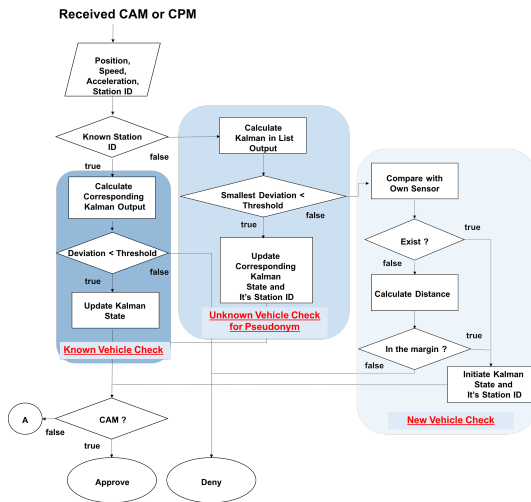 Received CAM or CPM
Position,
Speed,
Acceleration,
Station ID
Known Station
ID
true
false
Calculate
Corresponding
Kalman Output
Deviation < Threshold
true
false
Update Kalman
State
Known Vehicle Check
Calculate
Kalman in List
Output
Smallest Deviation <
Threshold
true
false
Update
Corresponding
Kalman
State and
It's Station ID
Unknown Vehicle Check
for Pseudonym
Compare with
Own Sensor
Exist ?
true
false
Calculate Distance
In the margin ?
true
false
Initiate Kalman
State and
It's Station ID
New Vehicle Check
A
CAM ?
false
true
Approve
Deny